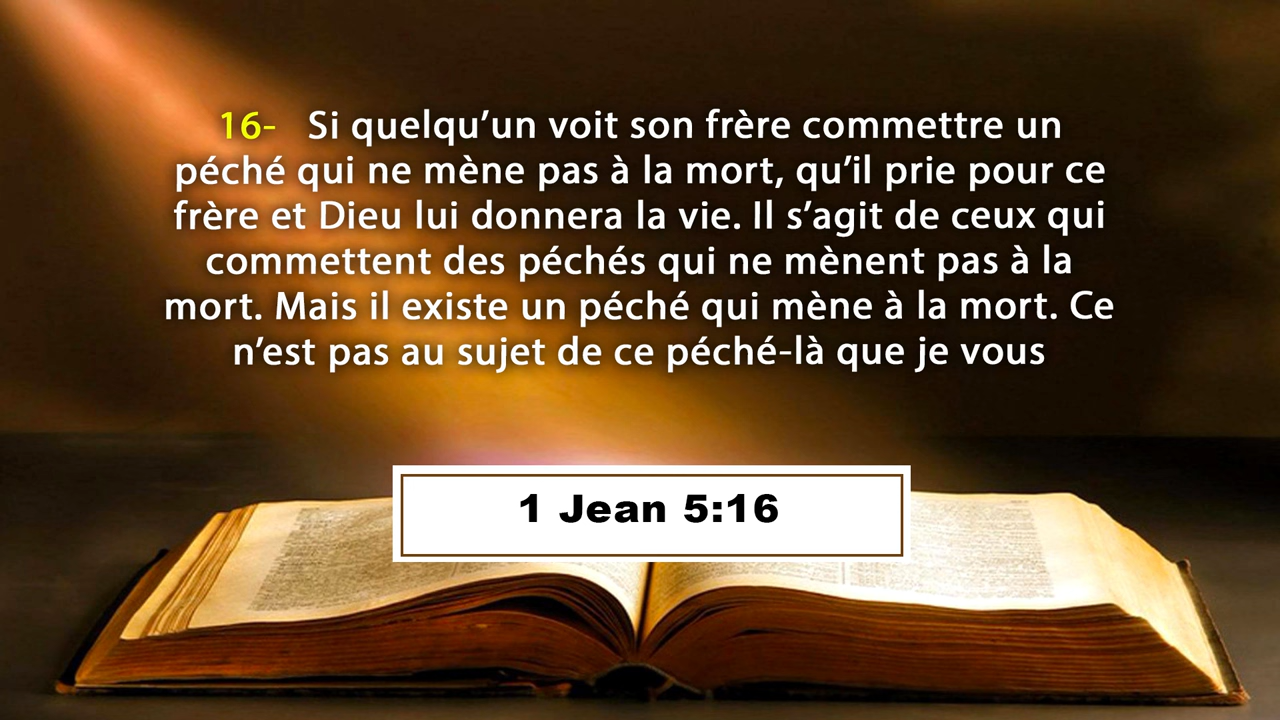 16- Si quelqu’un voit son frère commettre un
péché qui ne mène pas à la mort, qu’il prie pour ce
frère et Dieu lui donnera la vie. Il s’agit de ceux qui
commettent des péchés qui ne mènent pas à la
mort. Mais il existe un péché qui mène à la mort. Ce
n’est pas au sujet de ce péché-là que je vous
1 Jean 5:16